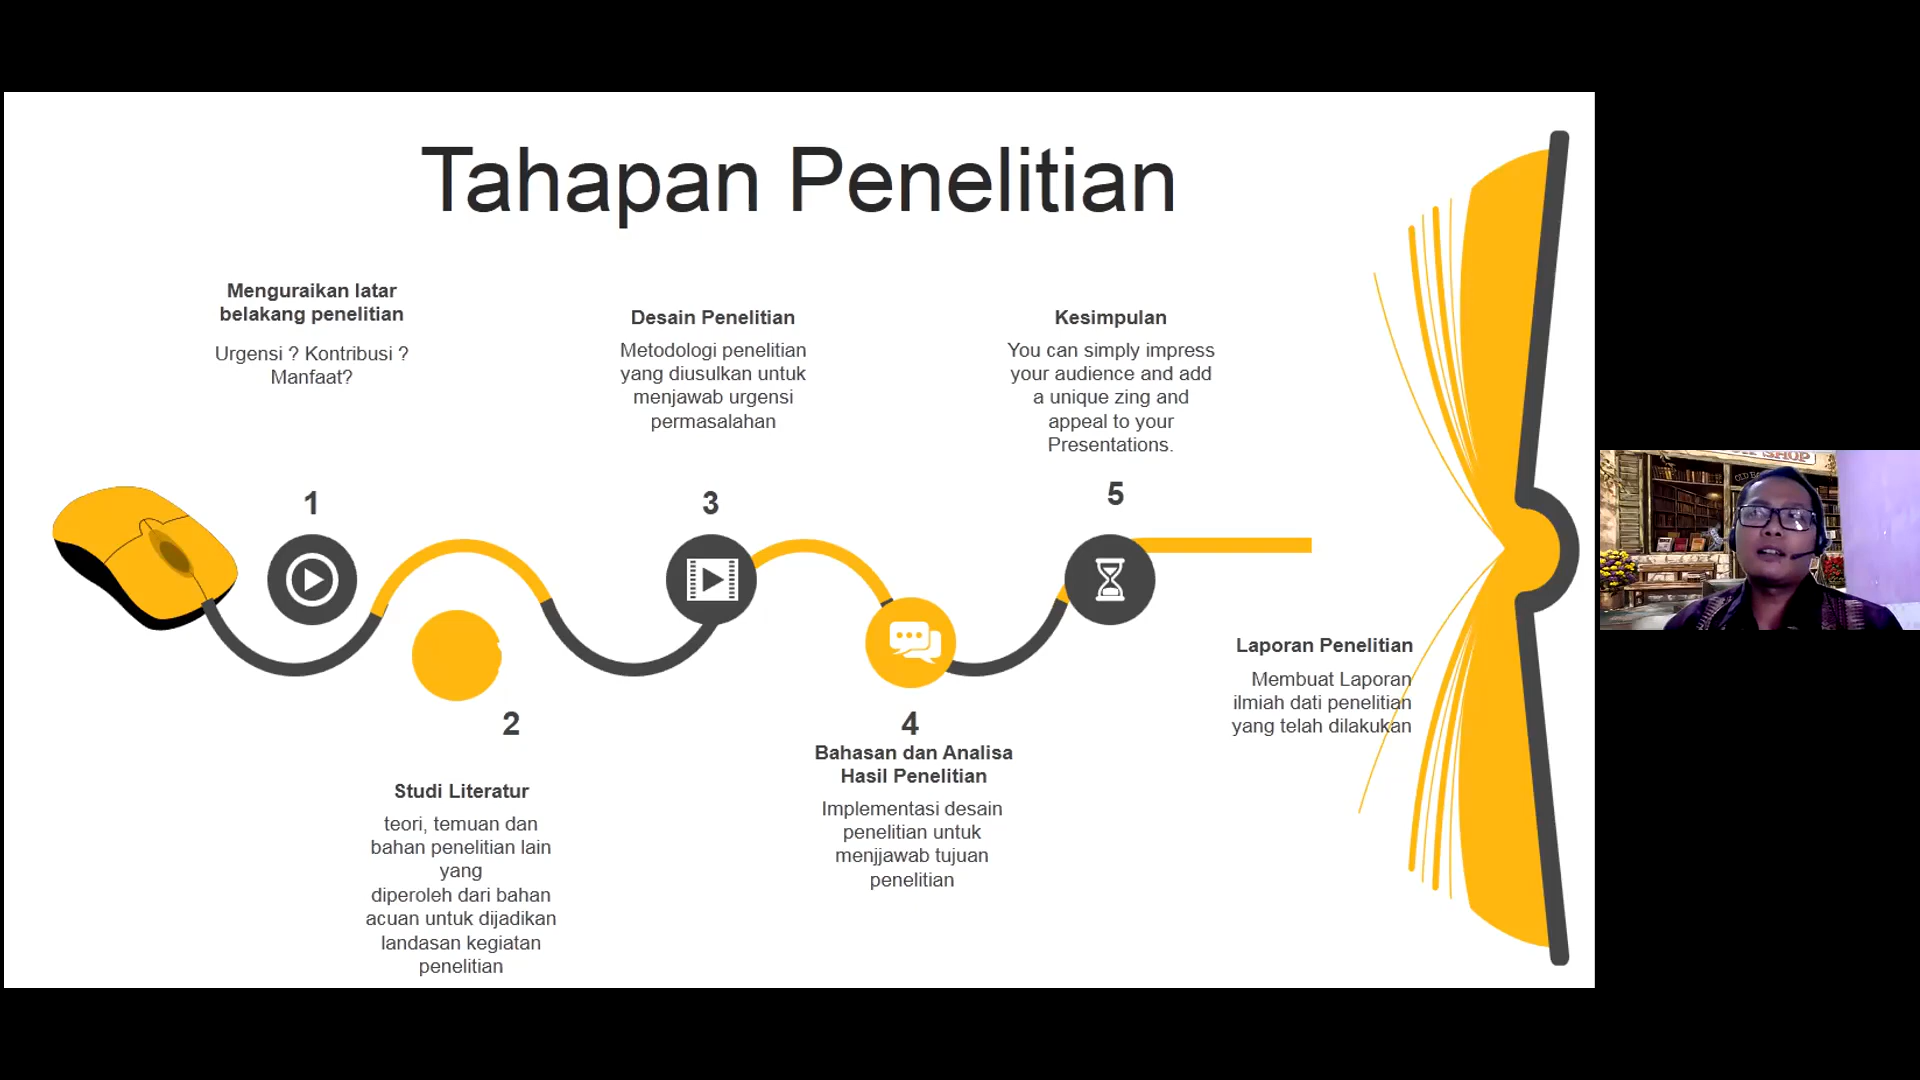 Tahapan Penelitian
Menguraikan latar
belakang penelitian
Urgensi ? Kontribusi ?
Manfaat?
1
2
Studi Literatur
teori, temuan dan
bahan penelitian lain
yang
diperoleh dari bahan
acuan untuk dijadikan
landasan kegiatan
penelitian
Desain Penelitian
Metodologi penelitian
yang diusulkan untuk
menjawab urgensi
permasalahan
3
4
Bahasan dan Analisa
Hasil Penelitian
Implementasi desain
penelitian untuk
menjjawab tujuan
penelitian
Kesimpulan
You can simply impress
your audience and add
a unique zing and
appeal to your
Presentations.
5
Laporan Penelitian
Membuat Laporan
ilmiah dati penelitian
yang telah dilakukan
SHOP